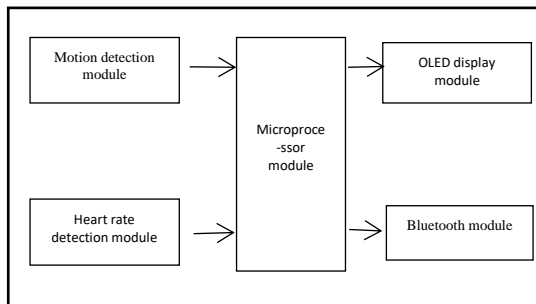 Motion detection
module
Heart rate
detection module
Microproce
-ssor
module
OLED display
module
Bluetooth module